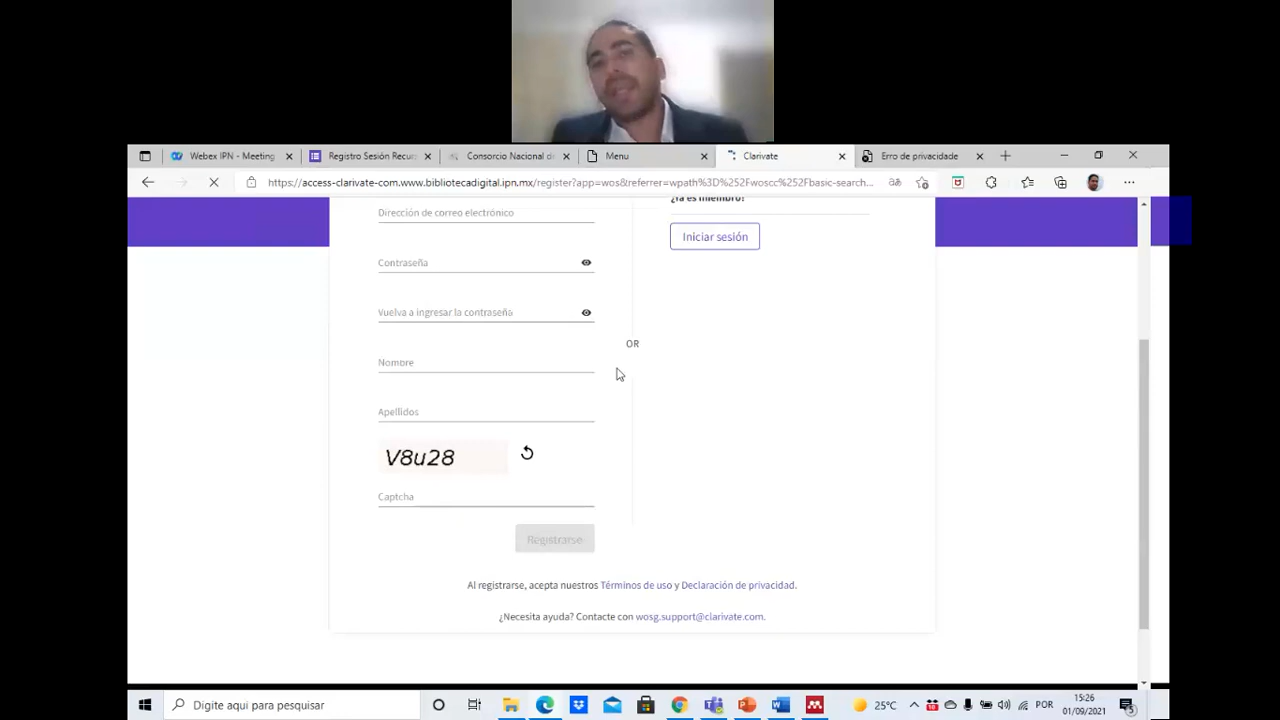 Webex IPN - Meeting
Registro Sesión Recur
Consorcio Nacional d
Menu
Clarivate
Erro de privacidade
https://access-clarivate-com.www.bibliotecadigital.ipn.mx/register?app=wos&referrer=wpath%3D%252Fwoscc%252Fbasic-search...
¿Ya es miembro?
Dirección de correo electrónico
Iniciar sesión
Contraseña
Vuelva a ingresar la contraseña
OR
Nombre
Apellidos
V8u28
Captcha
Registrarse
Al registrarse, acepta nuestros Términos de uso y Declaración de privacidad.
¿Necesita ayuda? Contacte con wosg.support@clarivate.com.
Digite aqui para pesquisar
25°C
POR
15:26
01/09/2021